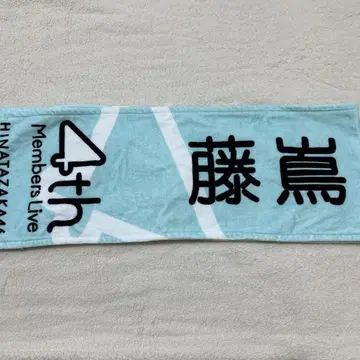 藤嶌
4th
Members Live
HINATAZAKA46